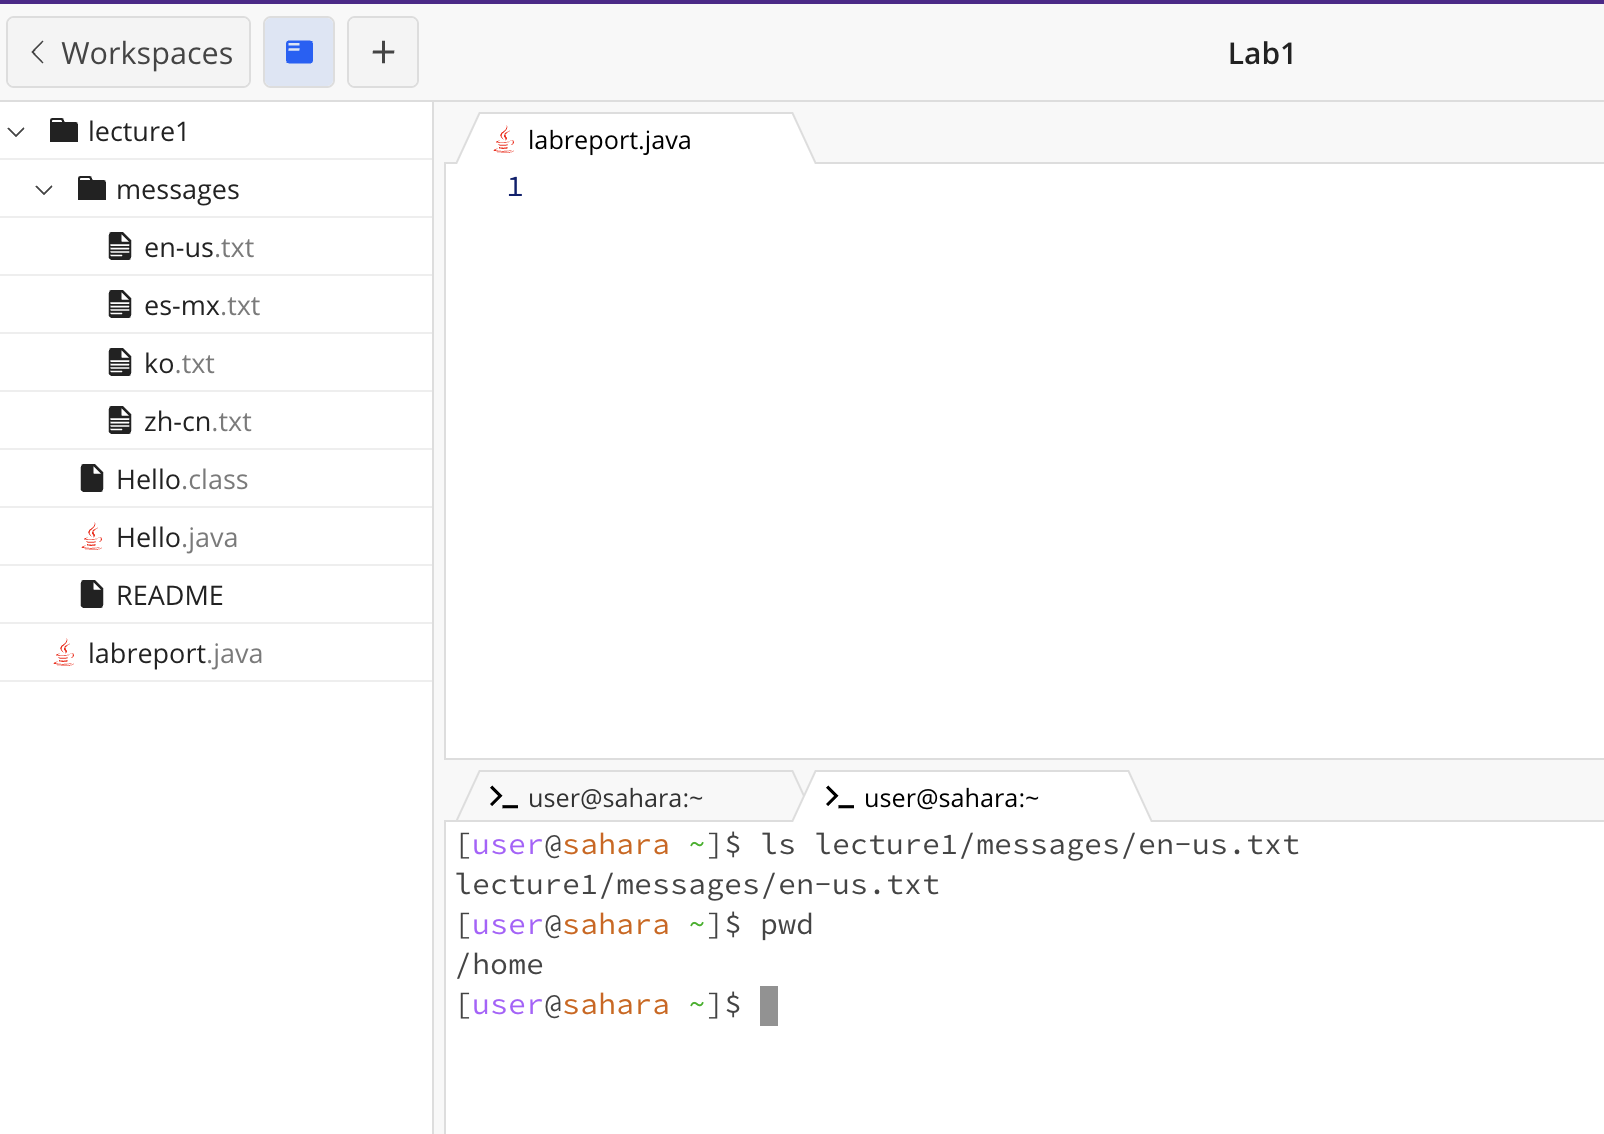 Workspaces
Lab1
lecture1
messages
en-us.txt
es-mx.txt
ko.txt
zh-cn.txt
Hello.class
Hello.java
README
labreport.java
labreport.java
1
user@sahara:~
user@sahara:~
[user@sahara ~]$ ls lecture1/messages/en-us.txt
lecture1/messages/en-us.txt
[user@sahara ~]$ pwd
/home
[user@sahara ~]$